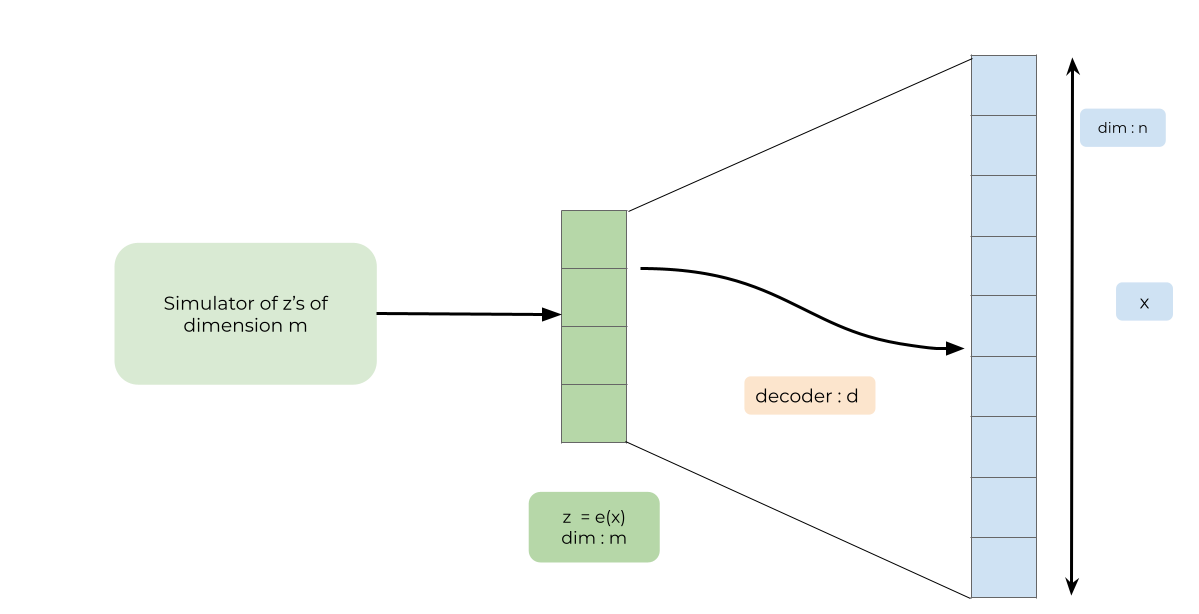 Simulator of z's of
dimension m
z = e(x)
dim : m
decoder : d
dim : n
x